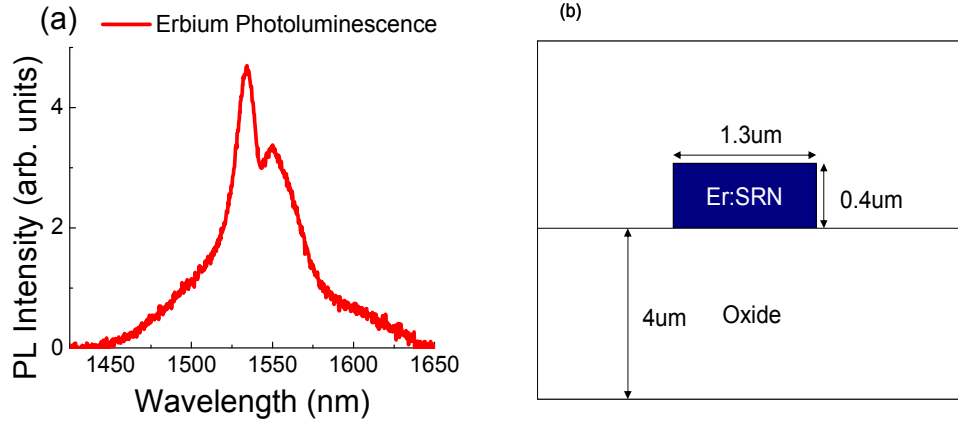 (a)
Erbium Photoluminescence
PL Intensity (arb. units)
4
2
0
1450
1500
1550
1600
1650
Wavelength (nm)
(b)
1.3um
Er:SRN
0.4um
4um
Oxide